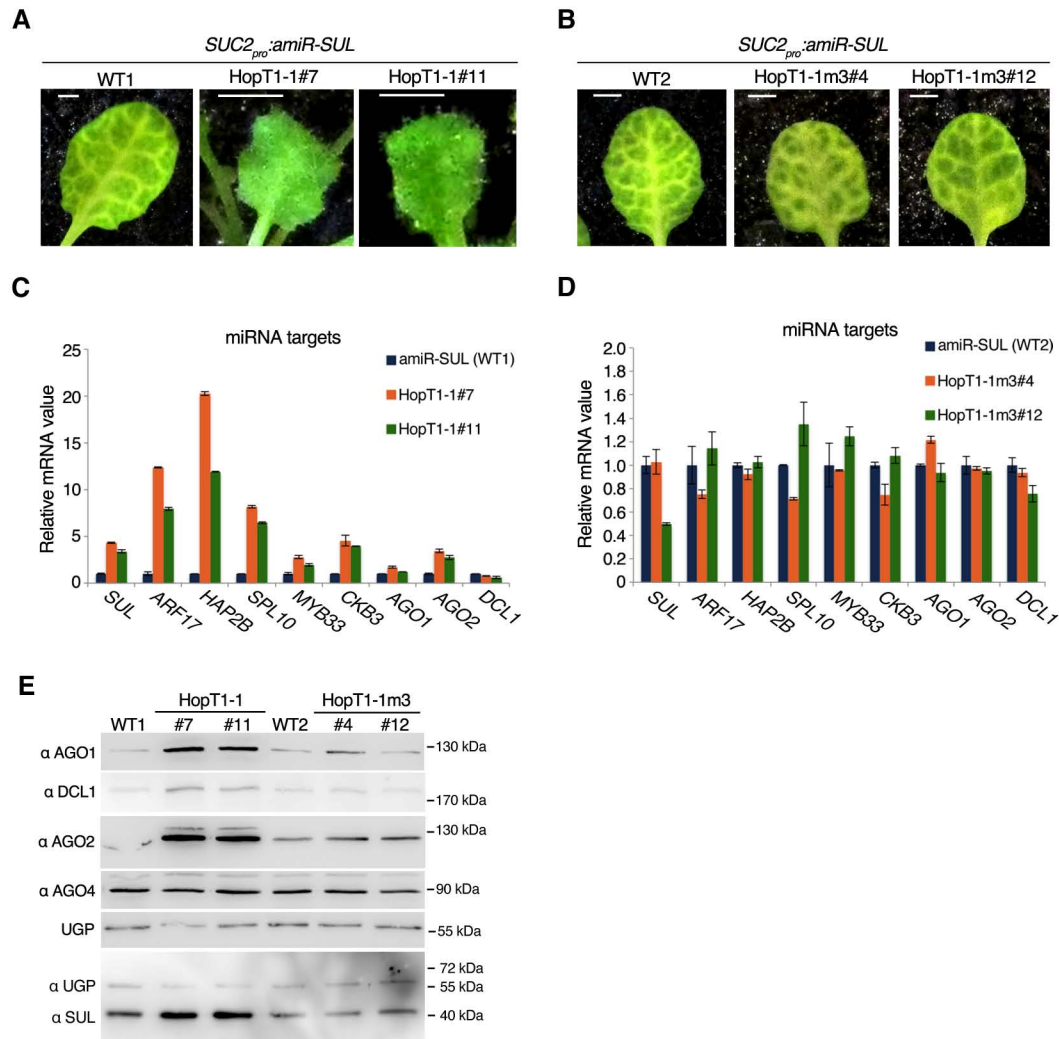 A
SUC2pro:amiR-SUL
WT1 HopT1-1#7 HopT1-1#11
B
SUC2pro:amiR-SUL
WT2 HopT1-1m3#4 HopT1-1m3#12
C
miRNA targets
Relative mRNA value
25
20
15
10
5
0
amiR-SUL (WT1)
HopT1-1#7
HopT1-1#11
SUL ARF17 HAP2B SPL10 MYB33 CKB3 AGO1 AGO2 DCL1
D
miRNA targets
Relative mRNA value
2.0
1.8
1.6
1.4
1.2
1.0
0.8
0.6
0.4
0.2
0
amiR-SUL (WT2)
HopT1-1m3#4
HopT1-1m3#12
SUL ARF17 HAP2B SPL10 MYB33 CKB3 AGO1 AGO2 DCL1
E
HopT1-1 HopT1-1m3
WT1 #7 #11 WT2 #4 #12
α AGO1 130 kDa
α DCL1 170 kDa
α AGO2 130 kDa
α AGO4 90 kDa
UGP 55 kDa
72 kDa
α UGP 55 kDa
α SUL 40 kDa